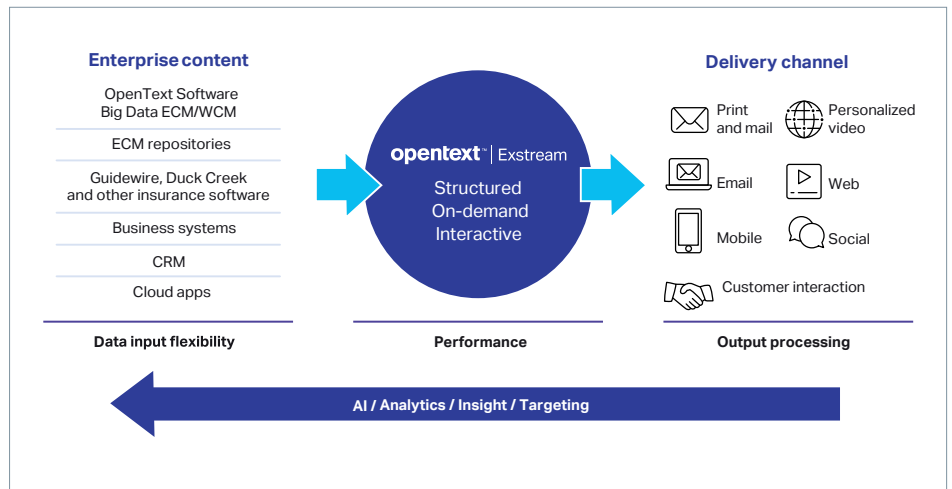 Enterprise content
OpenText Software
Big Data ECM/WCM
ECM repositories
Guidewire, Duck Creek
and other insurance software
Business systems
CRM
Cloud apps
Data input flexibility
opentext™ | Exstream
Structured
On-demand
Interactive
Performance
Delivery channel
Print
and mail
Personalized
video
Email
Web
Mobile
Social
Customer interaction
Output processing
AI / Analytics / Insight / Targeting